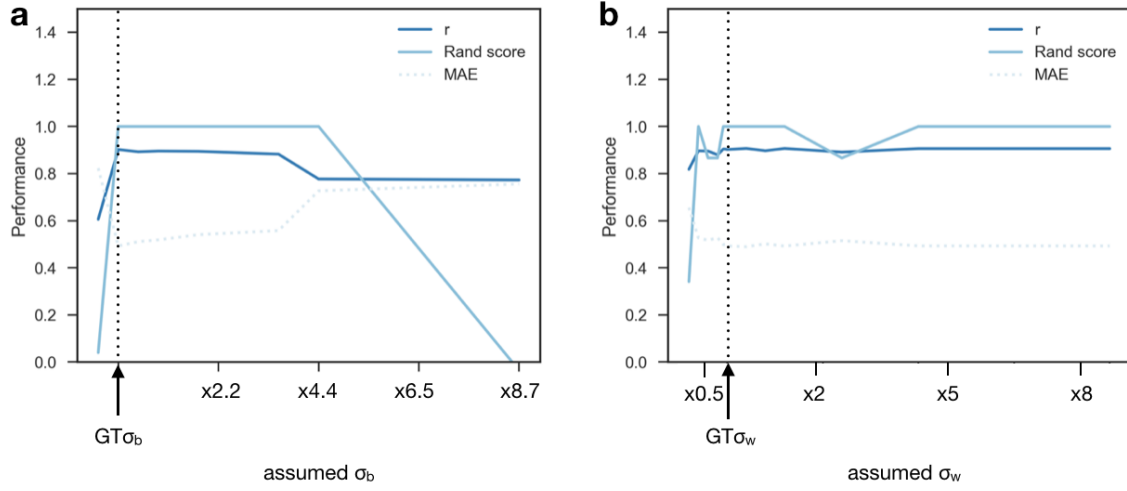 a
1.4
1.2
1.0
0.8
0.6
0.4
0.2
0.0
Performance
r
Rand score
MAE
x2.2
x4.4
x6.5
x8.7
GTσb
assumed σb
b
1.4
1.2
1.0
0.8
0.6
0.4
0.2
0.0
Performance
r
Rand score
MAE
x0.5
x2
x5
x8
GTσw
assumed σw